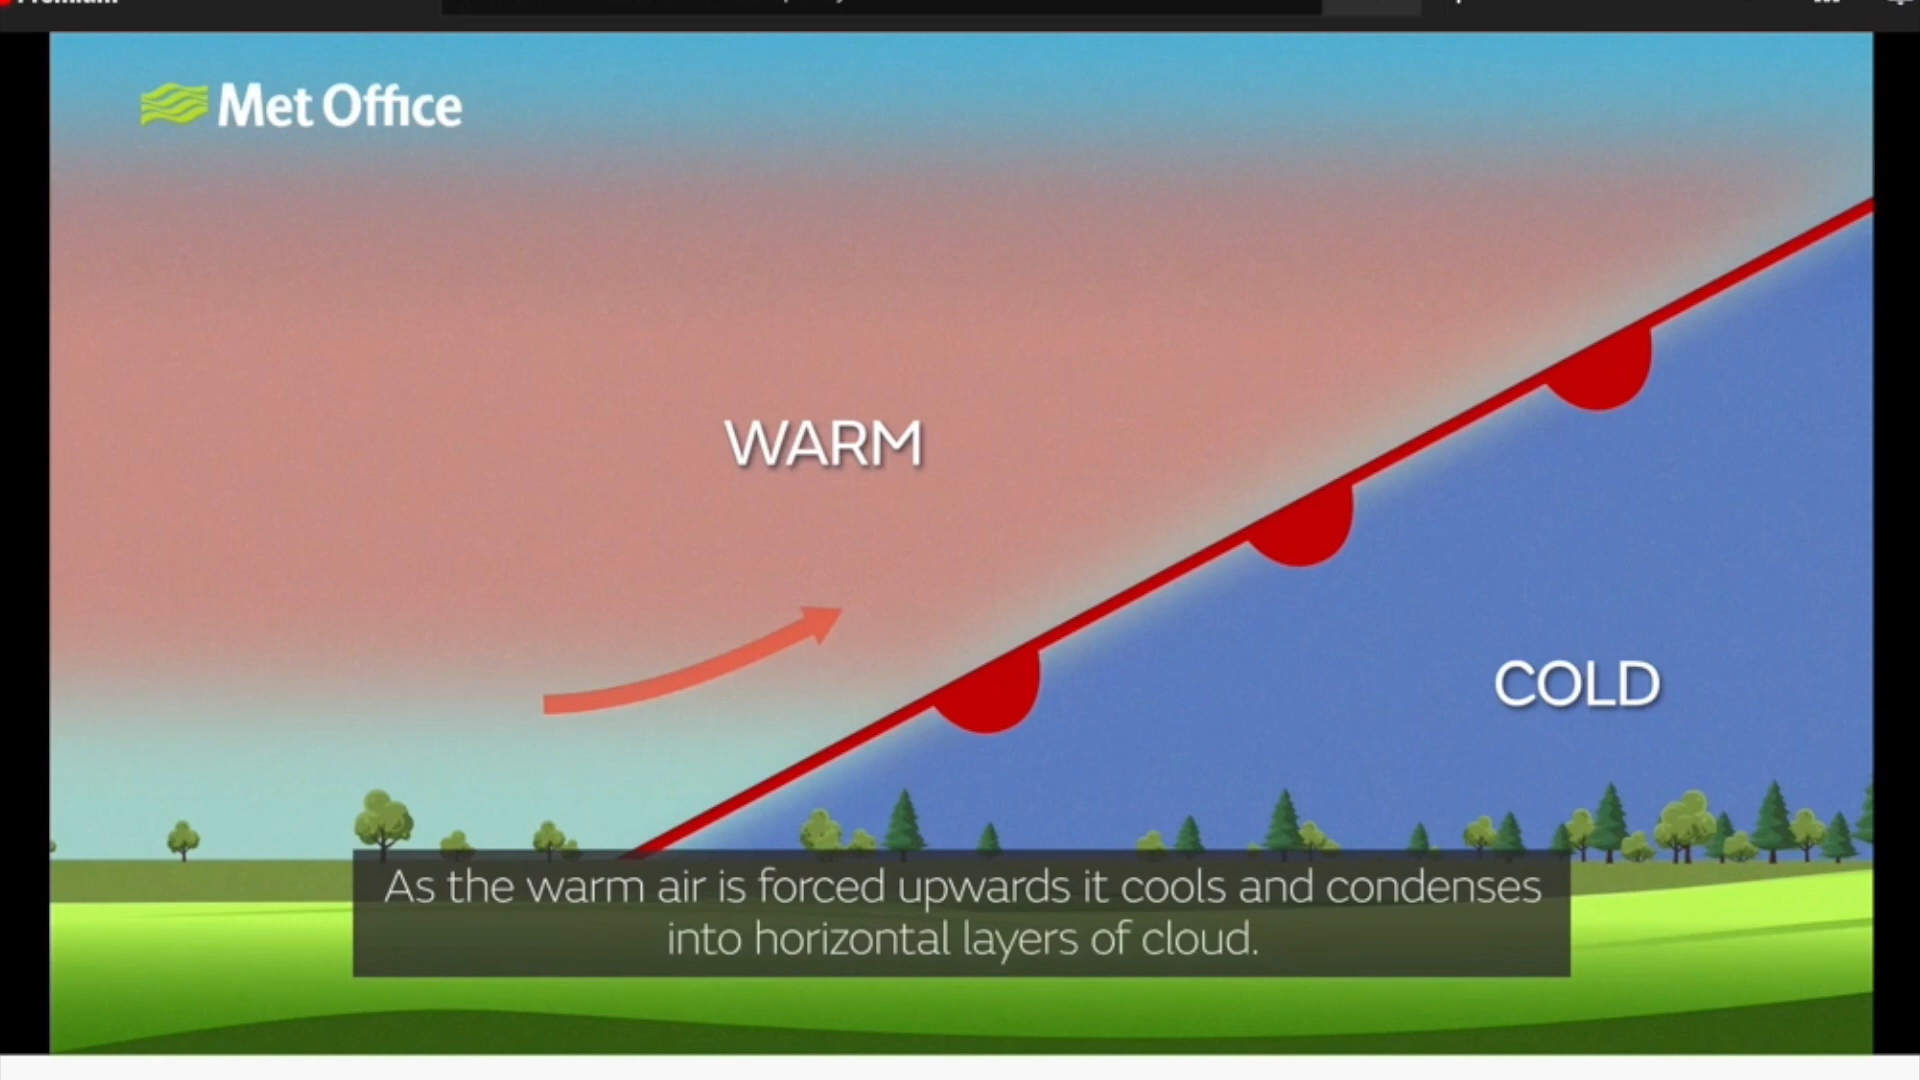 Met Office
WARM
COLD
As the warm air is forced upwards it cools and condenses
into horizontal layers of cloud.